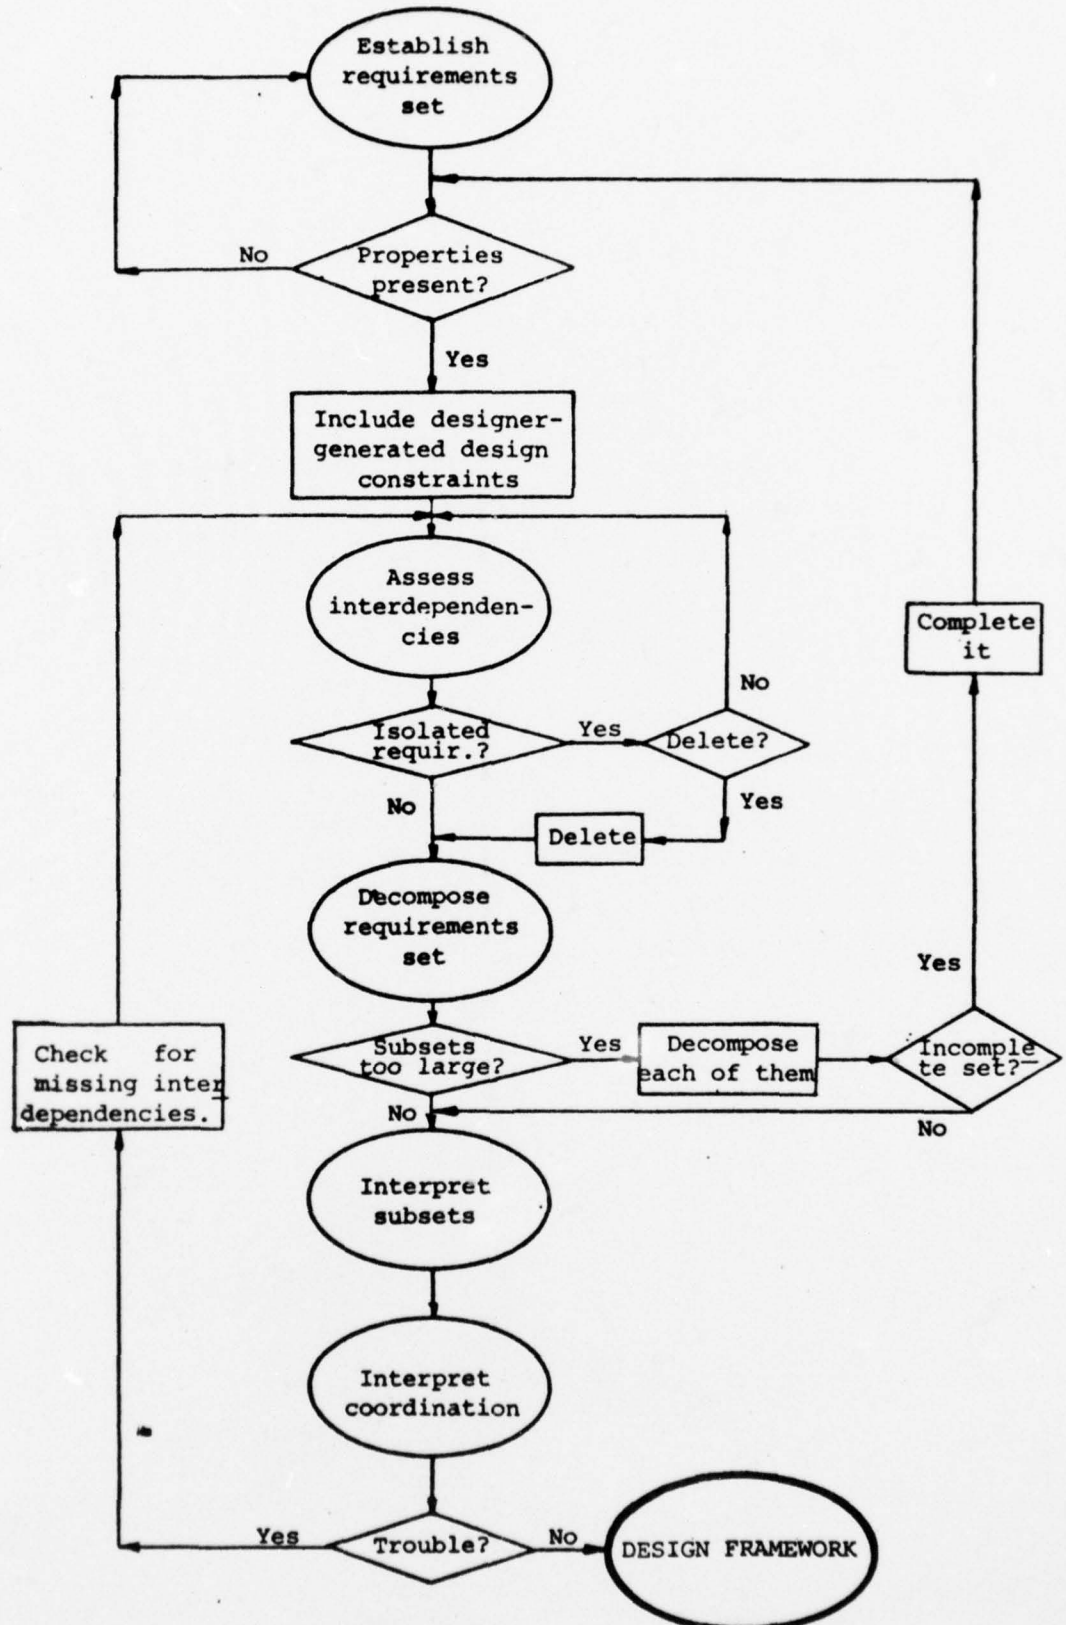 Establish
requirements
set
No
Properties
present?
Yes
Include designer-
generated design
constraints
Assess
interdependen-
cies
Complete
it
No
Isolated
requir.?
Yes
Delete?
No
Yes
Delete
Decompose
requirements
set
Yes
Check for
missing inter
dependencies.
Subsets
too large?
Yes
Decompose
each of them
Incomple
te set?
No
No
Interpret
subsets
Interpret
coordination
Yes
Trouble?
No
DESIGN FRAMEWORK